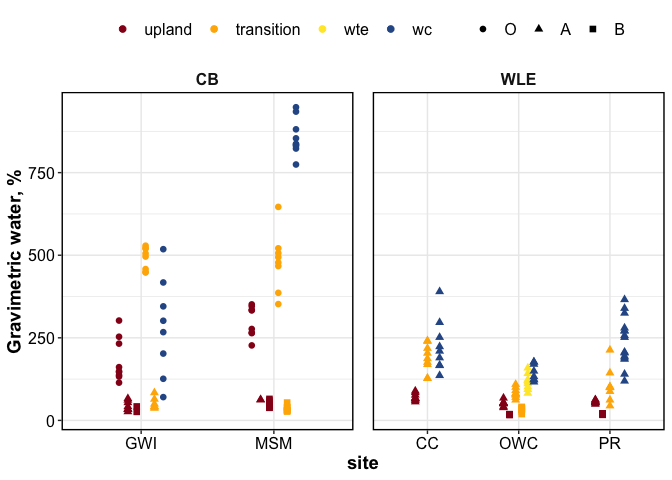 upland transition wte wc O A B
CB WLE
Gravimetric water, %
750
500
250
0
GWI MSM CC OWC PR
site